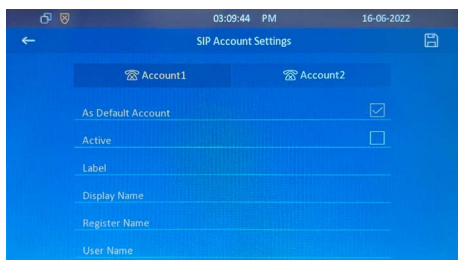 03:09:44 PM 16-06-2022
SIP Account Settings
Account1 Account2
As Default Account
Active
Label
Display Name
Register Name
User Name